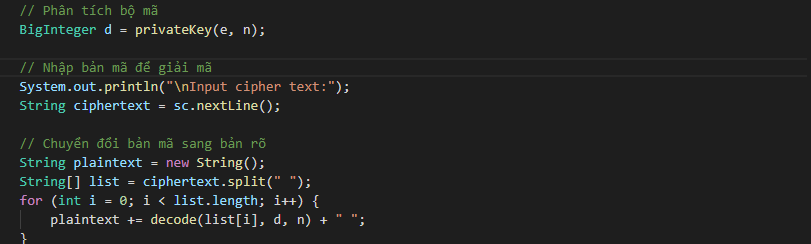 // Phân tích bộ mã
BigInteger d = privateKey(e, n);
// Nhập bản mã để giải mã
System.out.println("\nInput cipher text:");
String ciphertext = sc.nextLine();
// Chuyển đổi bản mã sang bản rõ
String plaintext = new String();
String[] list = ciphertext.split(" ");
for (int i = 0; i < list.length; i++) {
    plaintext += decode(list[i], d, n) + " ";
}